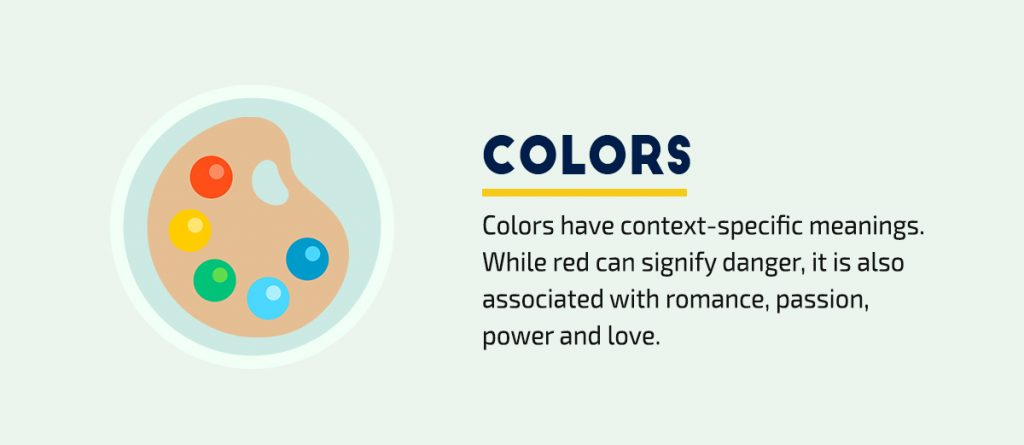 COLORS
Colors have context-specific meanings.
While red can signify danger, it is also
associated with romance, passion,
power and love.